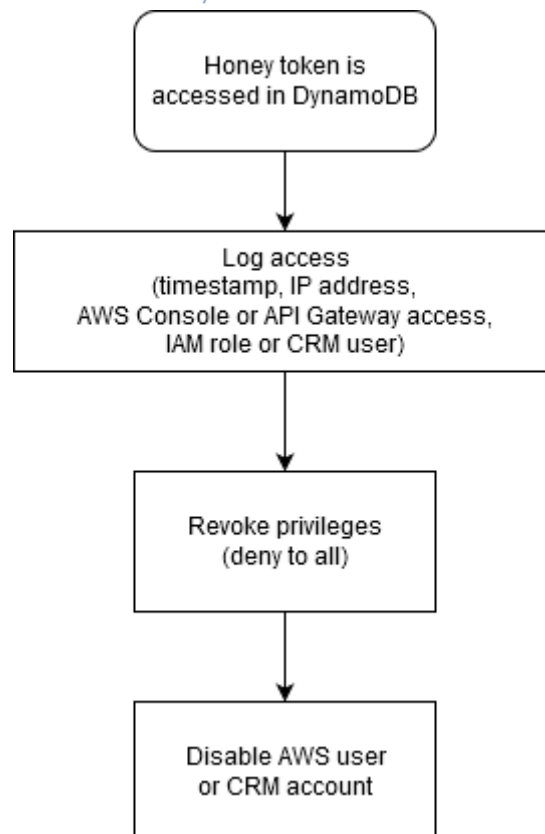 Honey token is
accessed in DynamoDB
Log access
(timestamp, IP address,
AWS Console or API Gateway access,
IAM role or CRM user)
Revoke privileges
(deny to all)
Disable AWS user
or CRM account